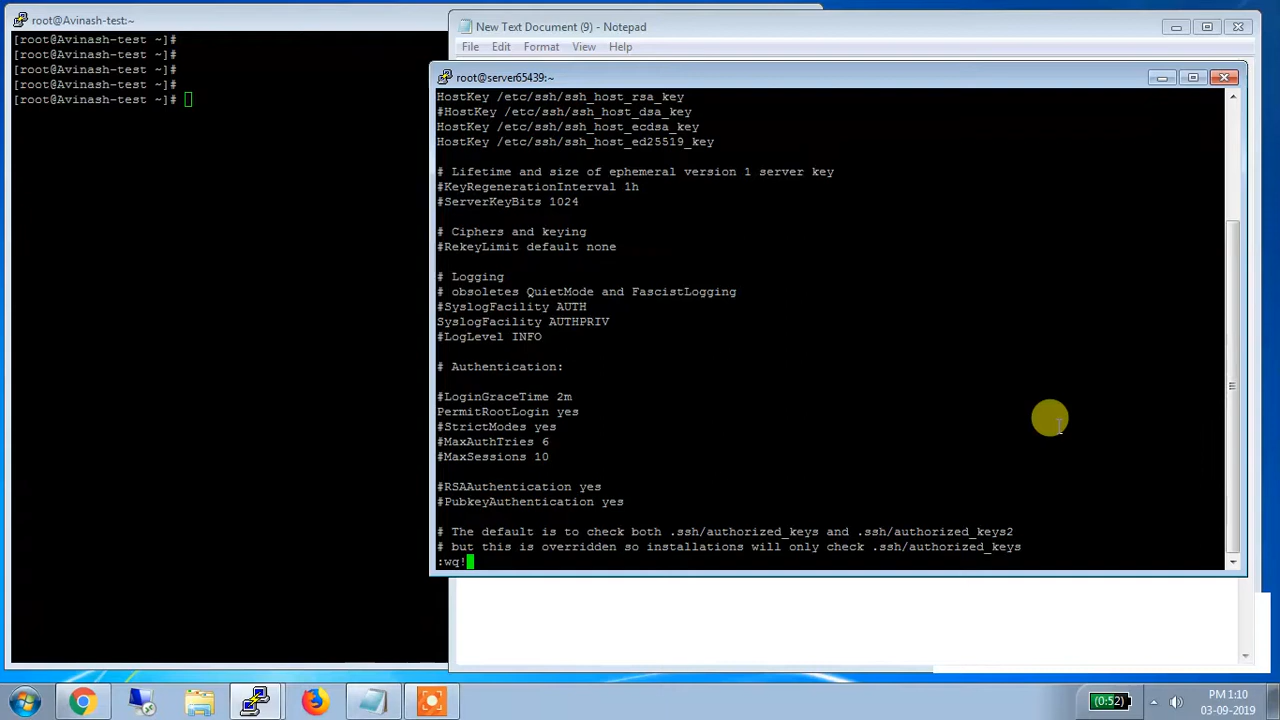 root@Avinash-test:~
[root@Avinash-test ~]#
[root@Avinash-test ~]#
[root@Avinash-test ~]#
[root@Avinash-test ~]#
[root@Avinash-test ~]#
New Text Document (9) - Notepad
File Edit Format View Help
root@server65439:~
HostKey /etc/ssh/ssh_host_rsa_key
#HostKey /etc/ssh/ssh_host_dsa_key
HostKey /etc/ssh/ssh_host_ecdsa_key
HostKey /etc/ssh/ssh_host_ed25519_key
# Lifetime and size of ephemeral version 1 server key
#KeyRegenerationInterval 1h
#ServerKeyBits 1024
# Ciphers and keying
#RekeyLimit default none
# Logging
# obsoletes QuietMode and FascistLogging
#SyslogFacility AUTH
SyslogFacility AUTHPRIV
#LogLevel INFO
# Authentication:
#LoginGraceTime 2m
PermitRootLogin yes
#StrictModes yes
#MaxAuthTries 6
#MaxSessions 10
#RSAAuthentication yes
#PubkeyAuthentication yes
# The default is to check both .ssh/authorized_keys and .ssh/authorized_keys2
# but this is overridden so installations will only check .ssh/authorized_keys
:wq!
(0:52)
PM 1:10
03-09-2019